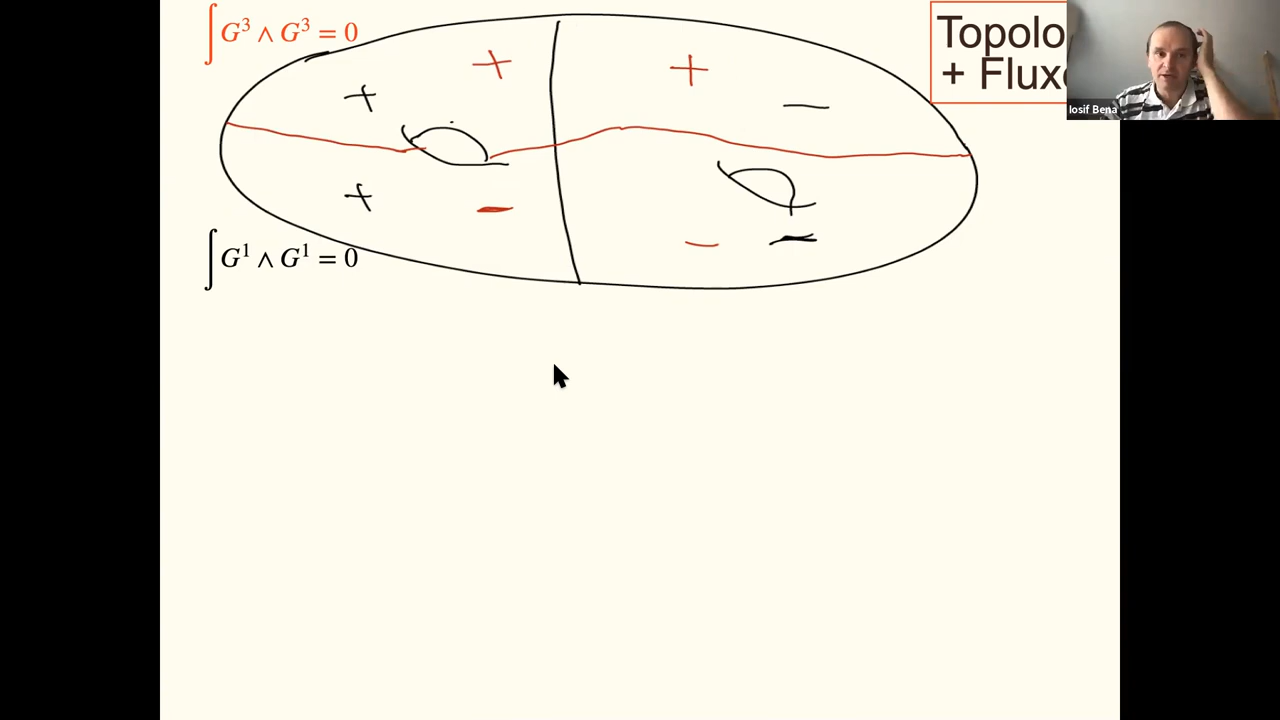 ∫G³ ∧ G³ = 0
Topolo
+ Fluxe
Iosif Bena
+ + +
−
+ − − −
∫G¹ ∧ G¹ = 0